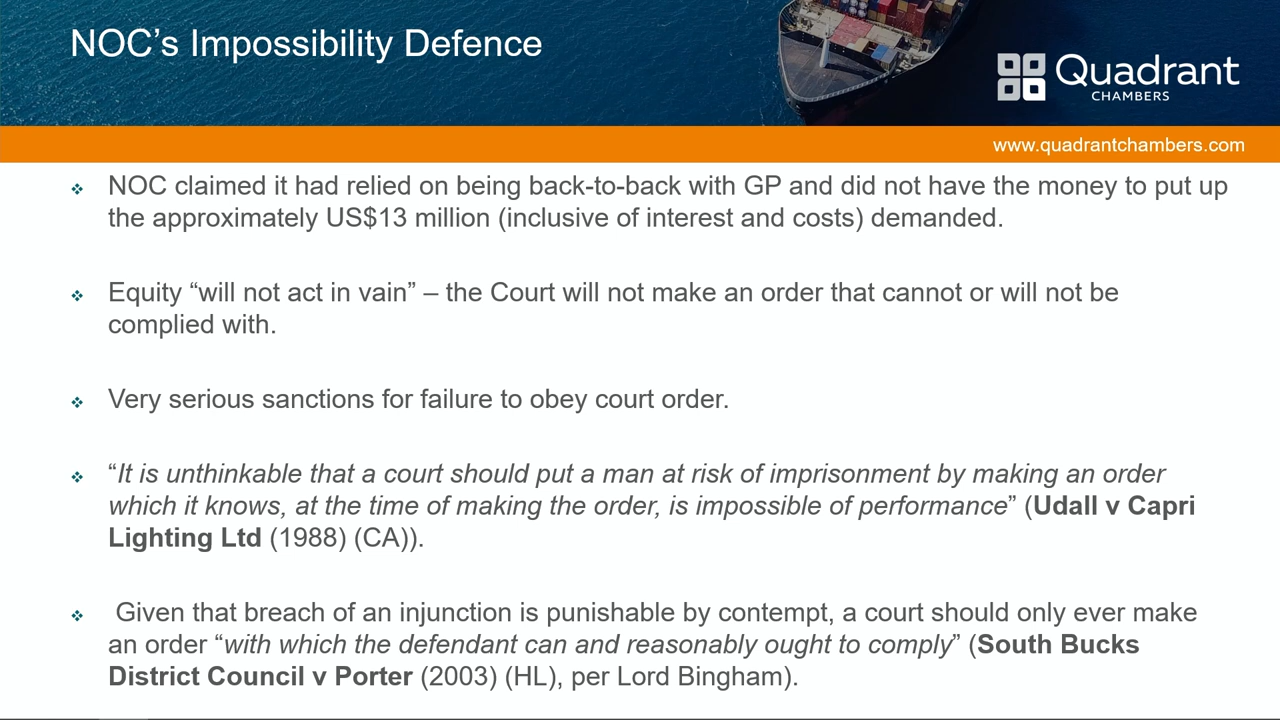 NOC’s Impossibility Defence
Quadrant
CHAMBERS
www.quadrantchambers.com
NOC claimed it had relied on being back-to-back with GP and did not have the money to put up
the approximately US$13 million (inclusive of interest and costs) demanded.
Equity “will not act in vain” – the Court will not make an order that cannot or will not be
complied with.
Very serious sanctions for failure to obey court order.
“It is unthinkable that a court should put a man at risk of imprisonment by making an order
which it knows, at the time of making the order, is impossible of performance” (Udall v Capri
Lighting Ltd (1988) (CA)).
Given that breach of an injunction is punishable by contempt, a court should only ever make
an order “with which the defendant can and reasonably ought to comply” (South Bucks
District Council v Porter (2003) (HL), per Lord Bingham).